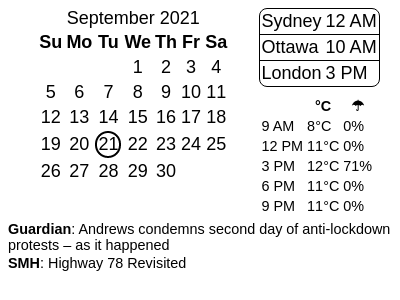 September 2021
Su Mo Tu We Th Fr Sa
1 2 3 4
5 6 7 8 9 10 11
12 13 14 15 16 17 18
19 20 21 22 23 24 25
26 27 28 29 30
Sydney 12 AM
Ottawa 10 AM
London 3 PM
°C ☂
9 AM 8°C 0%
12 PM 11°C 0%
3 PM 12°C 71%
6 PM 11°C 0%
9 PM 11°C 0%
Guardian: Andrews condemns second day of anti-lockdown
protests – as it happened
SMH: Highway 78 Revisited